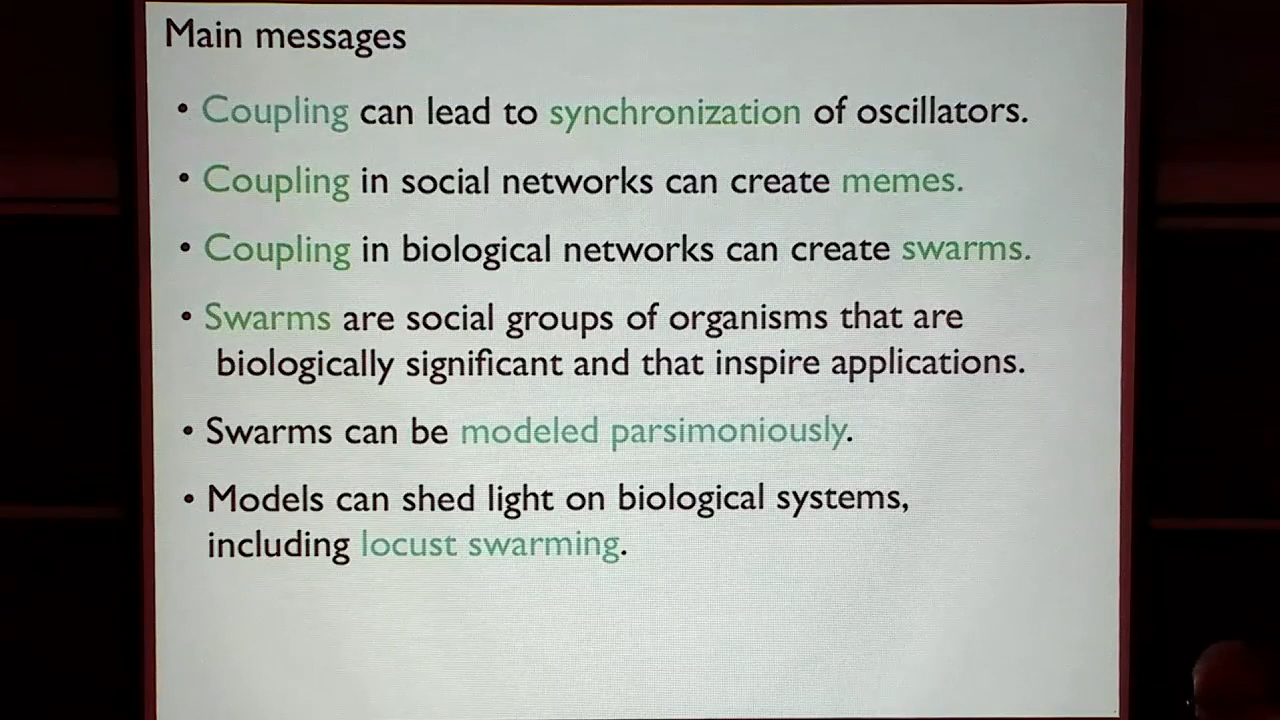 Main messages
• Coupling can lead to synchronization of oscillators.
• Coupling in social networks can create memes.
• Coupling in biological networks can create swarms.
• Swarms are social groups of organisms that are
biologically significant and that inspire applications.
• Swarms can be modeled parsimoniously.
• Models can shed light on biological systems,
including locust swarming.